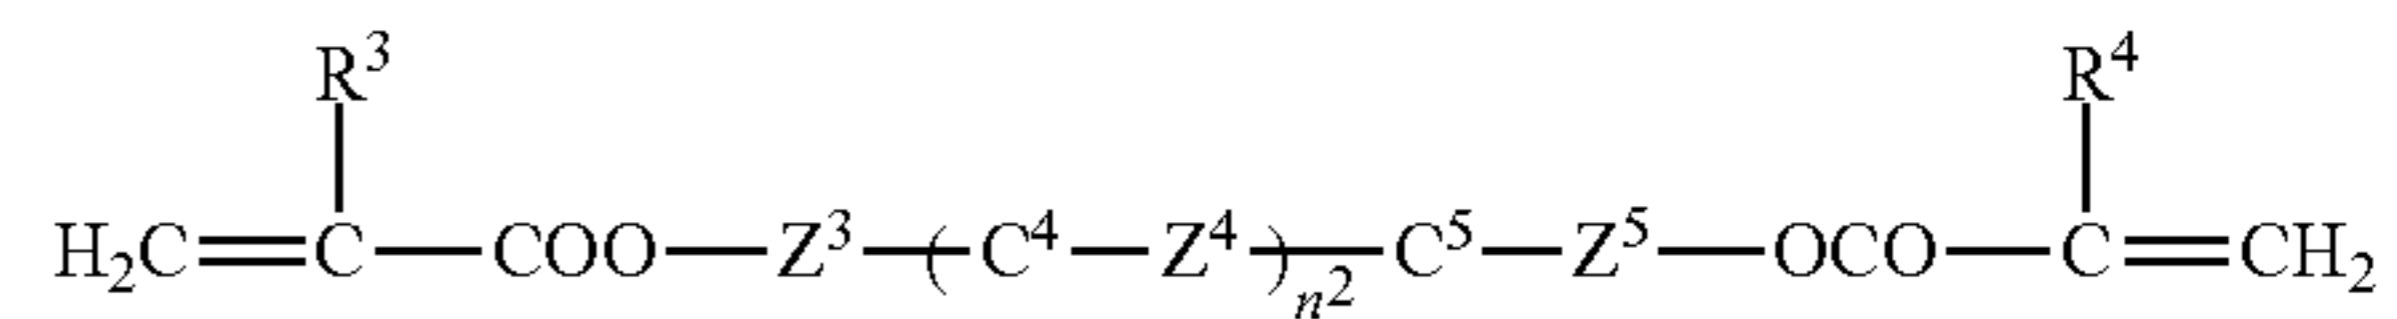 R³ R⁴
H₂C=C—COO—Z³—(C⁴—Z⁴)n²—C⁵—Z⁵—OCO—C=CH₂